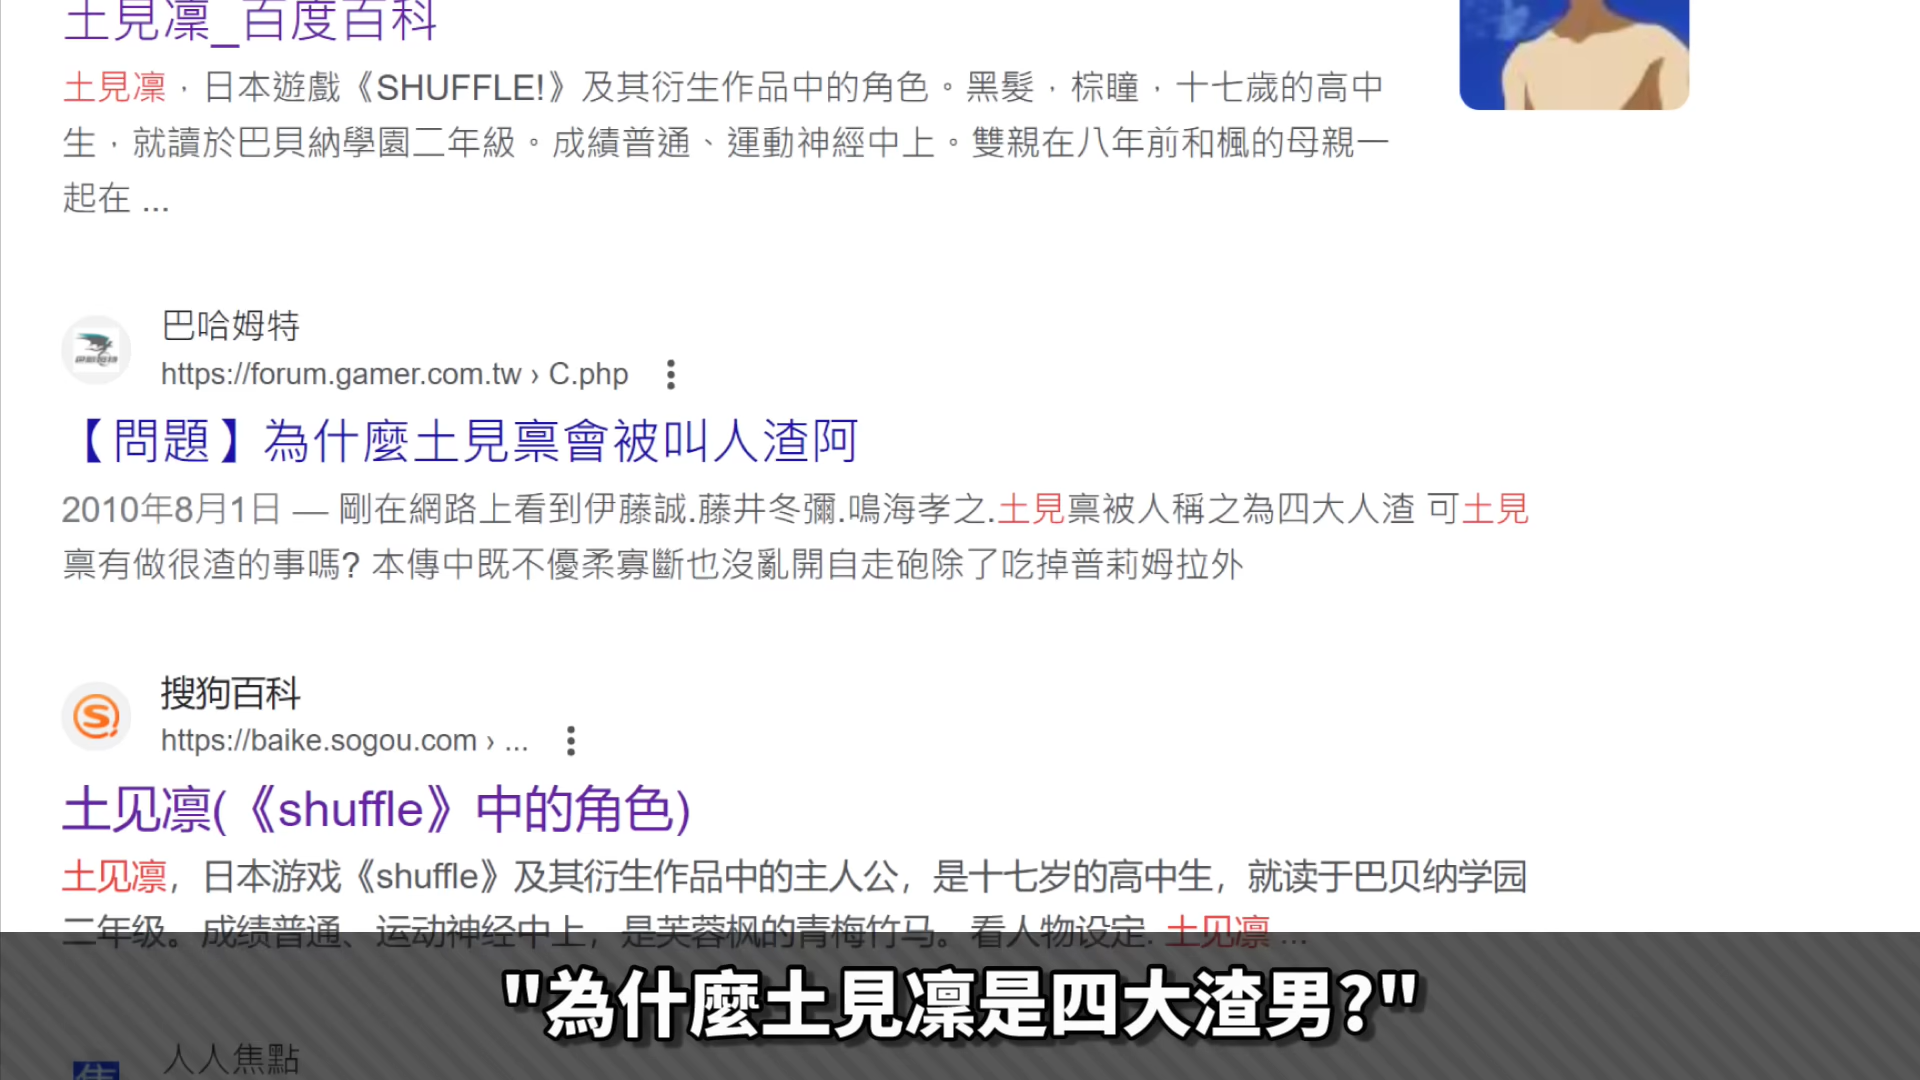 土見凜_百度百科
土見凜，日本遊戲《SHUFFLE!》及其衍生作品中的角色。黑髮，棕瞳，十七歲的高中
生，就讀於巴貝納學園二年級。成績普通、運動神經中上。雙親在八年前和楓的母親一
起在 ...
巴哈姆特
https://forum.gamer.com.tw › C.php
【問題】為什麼土見稟會被叫人渣阿
2010年8月1日 — 剛在網路上看到伊藤誠.藤井冬彌.鳴海孝之.土見稟被人稱之為四大人渣 可土見
稟有做很渣的事嗎? 本傳中既不優柔寡斷也沒亂開自走砲除了吃掉普莉姆拉外
搜狗百科
https://baike.sogou.com › ...
土见凛(《shuffle》中的角色)
土见凛，日本游戏《shuffle》及其衍生作品中的主人公，是十七岁的高中生，就读于巴贝纳学园
二年级。成绩普通、运动神经中上，是芙蓉枫的青梅竹马。看人物设定. 土见凛 ...
"為什麼土見凜是四大渣男?"
人人焦點